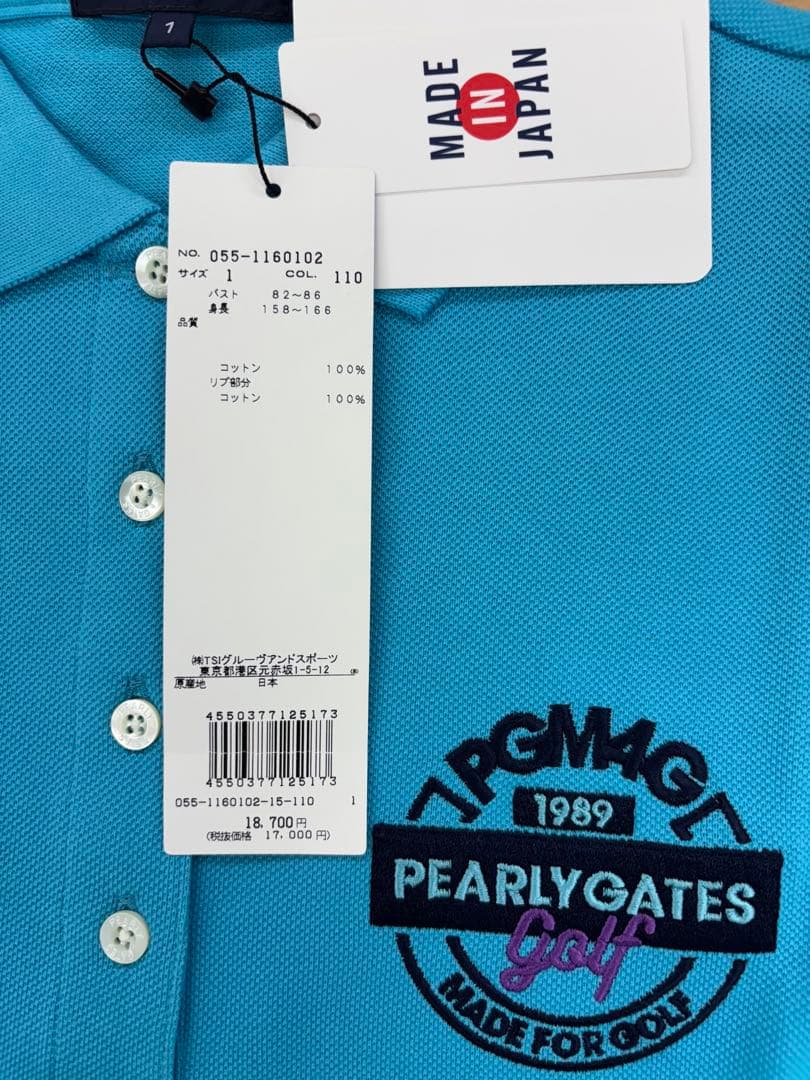 1
MADE
IN
JAPAN
NO. 055-1160102
サイズ 1 COL. 110
バスト 82～86
身長 158～166
品質
コットン 100%
リブ部分
コットン 100%
㈱TSIグルーヴアンドスポーツ
東京都港区元赤坂1-5-12
原産地 日本
4550377125173
4550377125173
055-1160102-15-110 1
18,700円
(税抜価格 17,000円)
PGM4G
1989
PEARLY GATES
Golf
MADE FOR GOLF